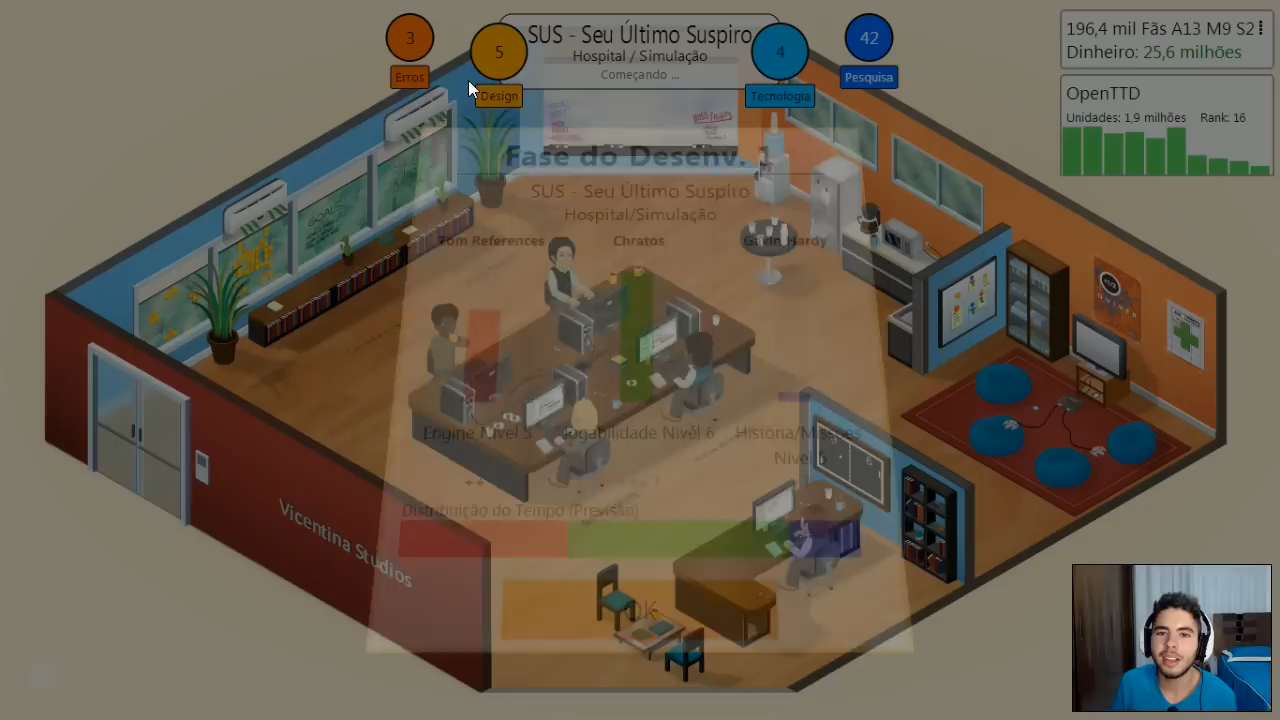 3
Erros
5
Design
SUS - Seu Último Suspiro
Hospital / Simulação
Começando ...
4
Tecnologia
42
Pesquisa
196,4 mil Fãs A13 M9 S2
Dinheiro: 25,6 milhões
OpenTTD
Unidades: 1,9 milhões Rank: 16
Fase do Desenv. 1
SUS - Seu Último Suspiro
Hospital/Simulação
Tom References Chratos Gavin Hardy
GOALS
Engine Nível 5 Jogabilidade Nível 6 História/Missões
Nível 6
Distribuição do Tempo (Previsão)
OK
Vicentina Studios